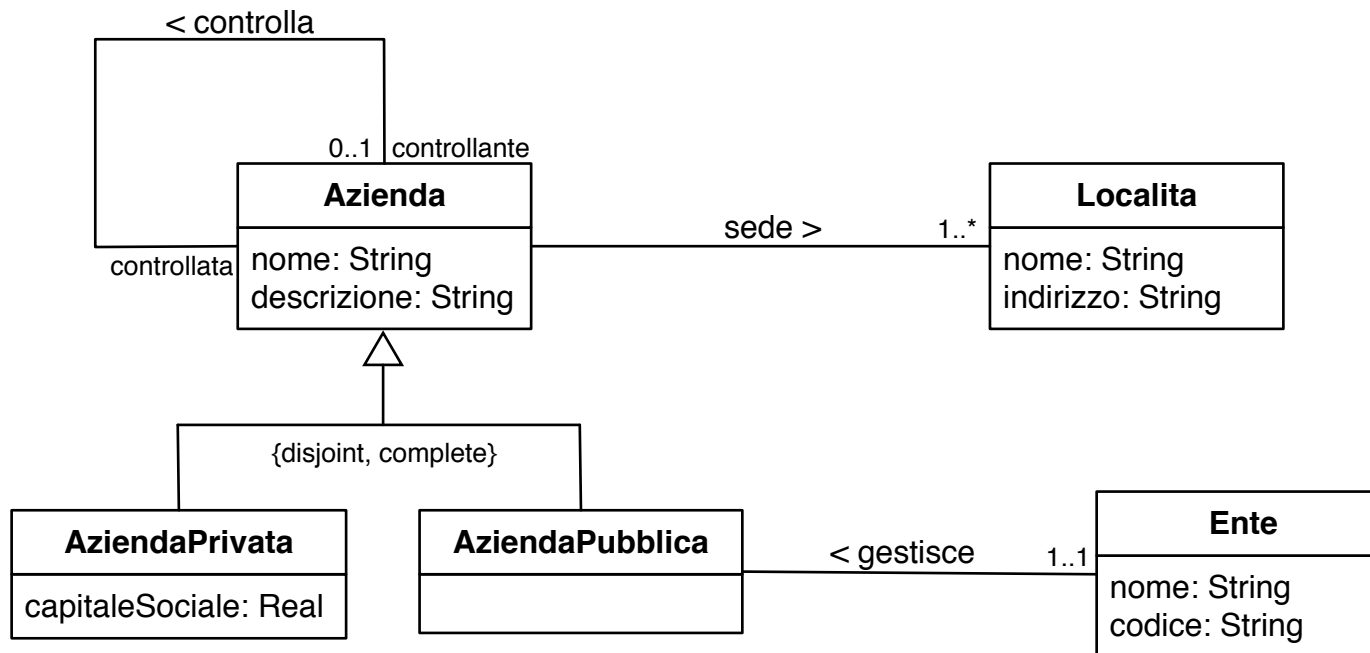 < controlla
0..1 controllante
Azienda
nome: String
descrizione: String
controllata
sede >
1..*
Localita
nome: String
indirizzo: String
{disjoint, complete}
AziendaPrivata
capitaleSociale: Real
AziendaPubblica
< gestisce
1..1
Ente
nome: String
codice: String